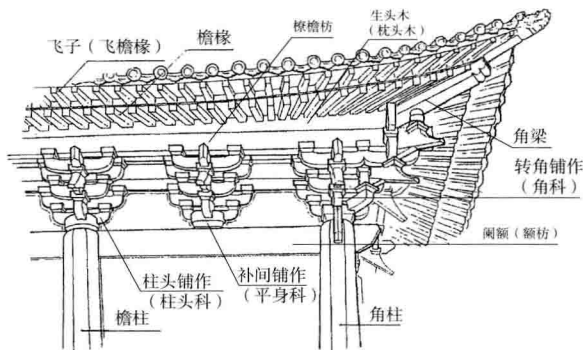 飞子（飞檐椽）
檐椽
橑檐枋
生头木
（枕头木）
角梁
转角铺作
（角科）
阑额（额枋）
柱头铺作
（柱头科）
补间铺作
（平身科）
檐柱
角柱